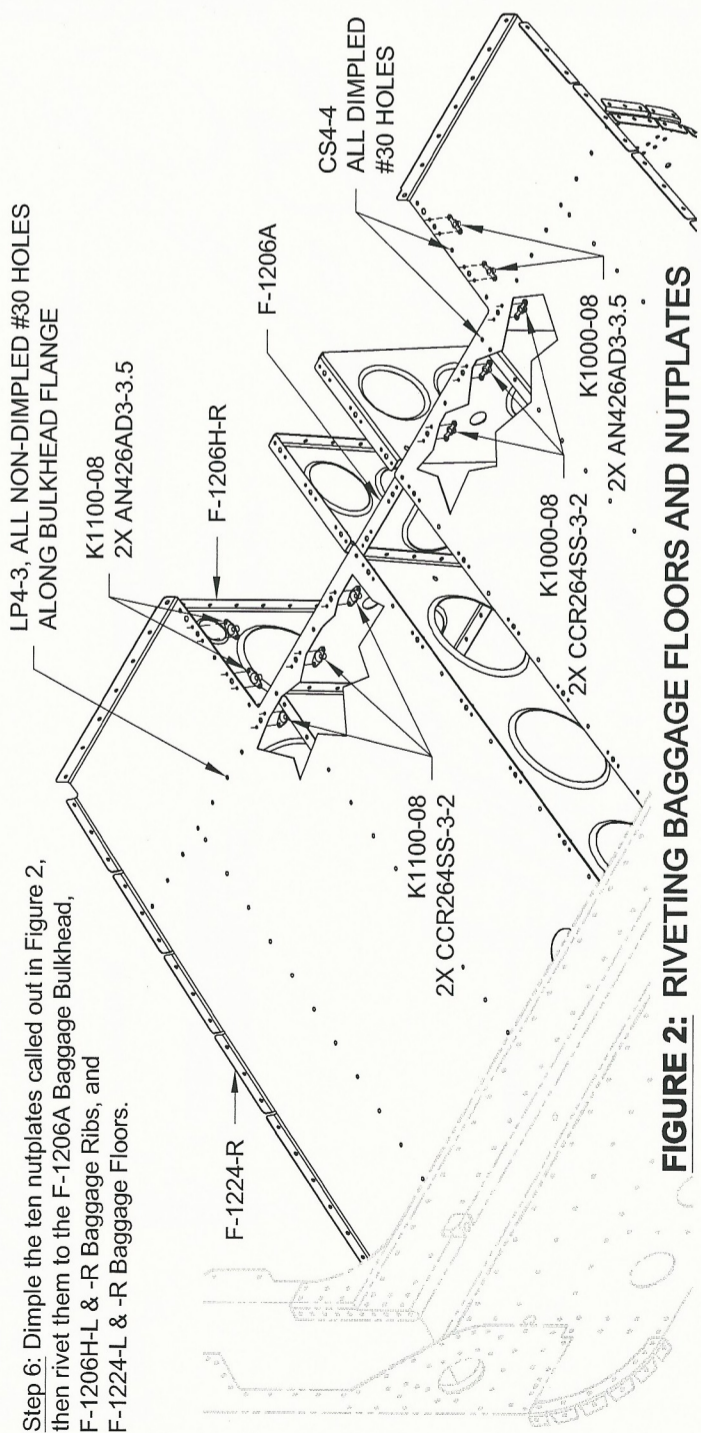 Step 6: Dimple the ten nutplates called out in Figure 2,
then rivet them to the F-1206A Baggage Bulkhead,
F-1206H-L & -R Baggage Ribs, and
F-1224-L & -R Baggage Floors.
LP4-3, ALL NON-DIMPLED #30 HOLES
ALONG BULKHEAD FLANGE
K1100-08
2X AN426AD3-3.5
F-1206H-R
F-1206A
CS4-4
ALL DIMPLED
#30 HOLES
F-1224-R
K1100-08
2X CCR264SS-3-2
K1000-08
2X CCR264SS-3-2
K1000-08
2X AN426AD3-3.5
FIGURE 2: RIVETING BAGGAGE FLOORS AND NUTPLATES